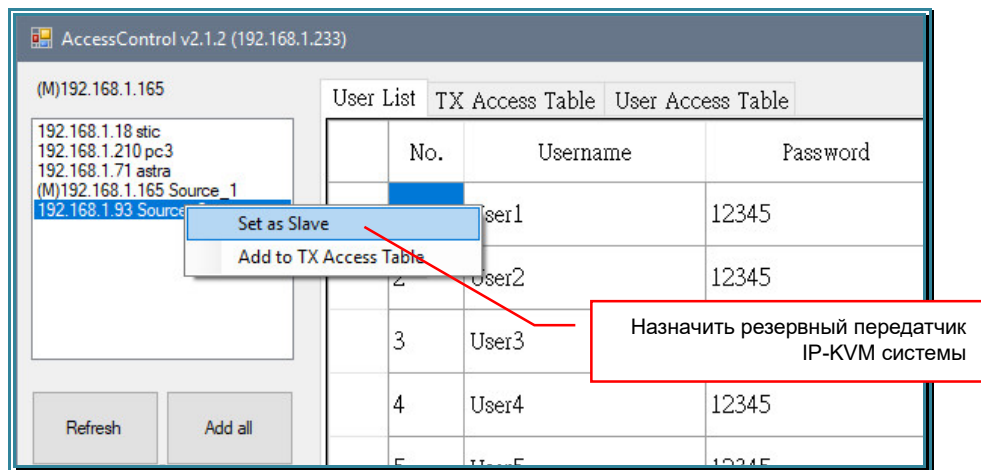 AccessControl v2.1.2 (192.168.1.233)
(M)192.168.1.165
User List TX Access Table User Access Table
192.168.1.18 stic
192.168.1.210 pc3
192.168.1.71 astra
(M)192.168.1.165 Source_1
192.168.1.93
Set as Slave
Add to TX Access Table
No. Username Password
User1 12345
2 User2 12345
3 User3
4 User4 12345
Назначить резервный передатчик
IP-KVM системы
Refresh Add all